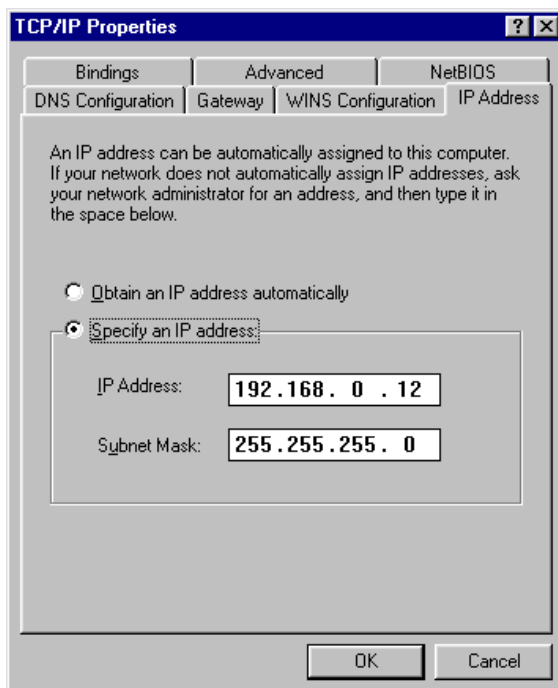 TCP/IP Properties
Bindings Advanced NetBIOS
DNS Configuration Gateway WINS Configuration IP Address
An IP address can be automatically assigned to this computer.
If your network does not automatically assign IP addresses, ask
your network administrator for an address, and then type it in
the space below.
Obtain an IP address automatically
Specify an IP address:
IP Address: 192.168. 0 .12
Subnet Mask: 255.255.255. 0
OK Cancel